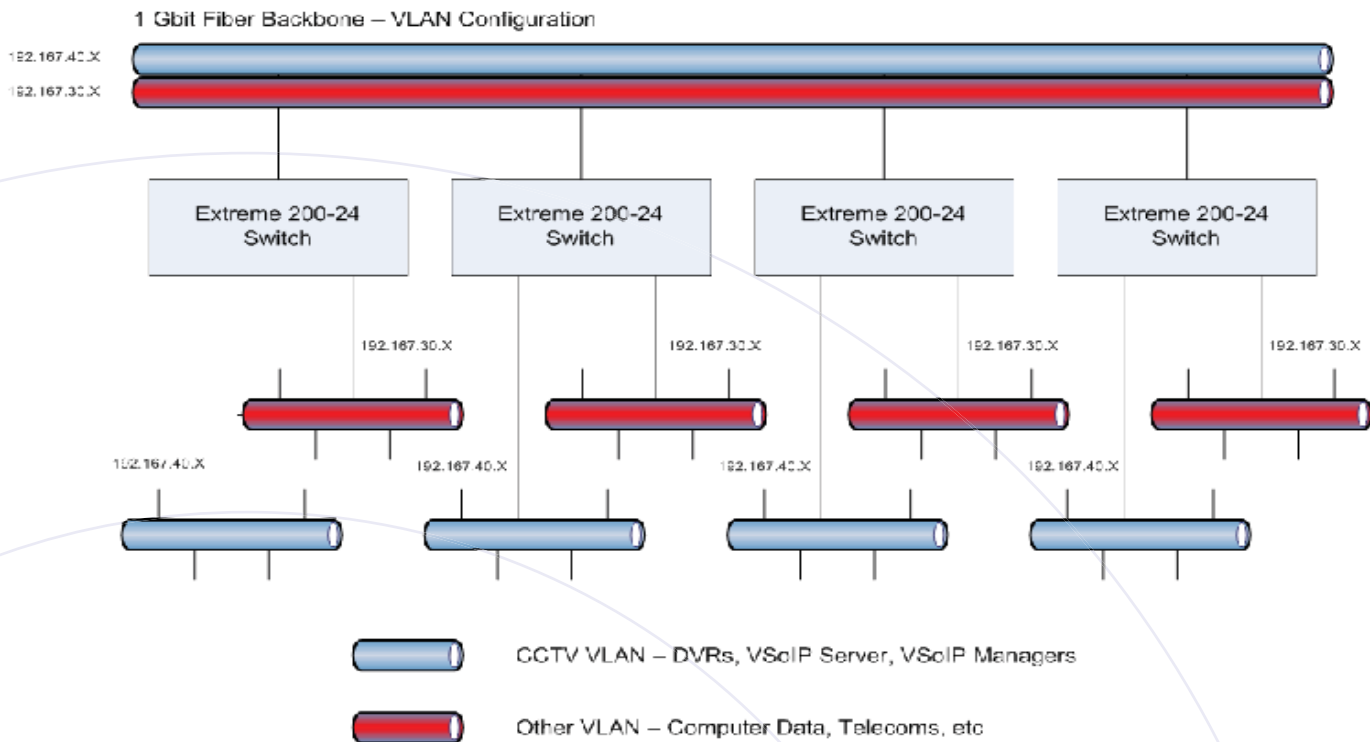 1 Gbit Fiber Backbone – VLAN Configuration
192.167.40.X
192.167.30.X
Extreme 200-24
Switch
Extreme 200-24
Switch
Extreme 200-24
Switch
Extreme 200-24
Switch
192.167.30.X
192.167.30.X
192.167.30.X
192.167.30.X
192.167.40.X
192.167.40.X
192.167.40.X
192.167.40.X
CCTV VLAN – DVRs, VSoIP Server, VSoIP Managers
Other VLAN – Computer Data, Telecoms, etc